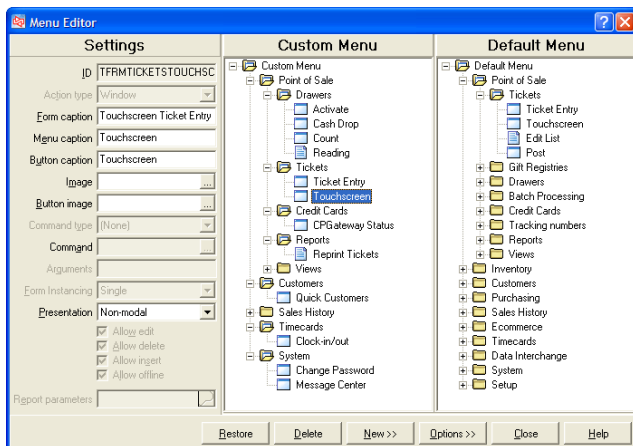 Menu Editor
Settings
ID TFRMTICKETSTOUCHSC
Action type Window
Form caption Touchscreen Ticket Entry
Menu caption Touchscreen
Button caption Touchscreen
Image ...
Button image ...
Command type (None)
Command
Arguments
Form Instancing Single
Presentation Non-modal
Allow edit
Allow delete
Allow insert
Allow offline
Report parameters
Custom Menu
Custom Menu
Point of Sale
Drawers
Activate
Cash Drop
Count
Reading
Tickets
Ticket Entry
Touchscreen
Credit Cards
CPGateway Status
Reports
Reprint Tickets
Views
Customers
Quick Customers
Sales History
Timecards
Clock-in/out
System
Change Password
Message Center
Default Menu
Default Menu
Point of Sale
Tickets
Ticket Entry
Touchscreen
Edit List
Post
Gift Registries
Drawers
Batch Processing
Credit Cards
Tracking numbers
Reports
Views
Inventory
Customers
Purchasing
Sales History
Ecommerce
Timecards
Data Interchange
System
Setup
Restore Delete New >> Options >> Close Help